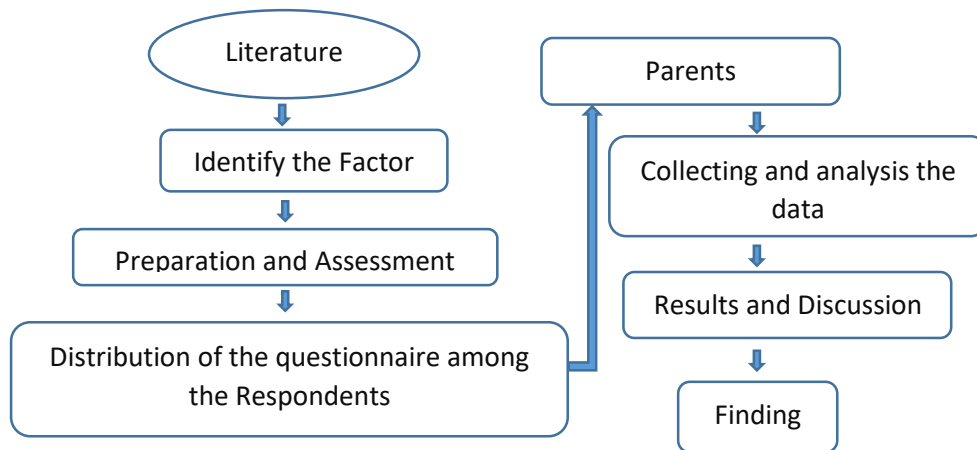 Literature
Identify the Factor
Preparation and Assessment
Distribution of the questionnaire among
the Respondents
Parents
Collecting and analysis the
data
Results and Discussion
Finding